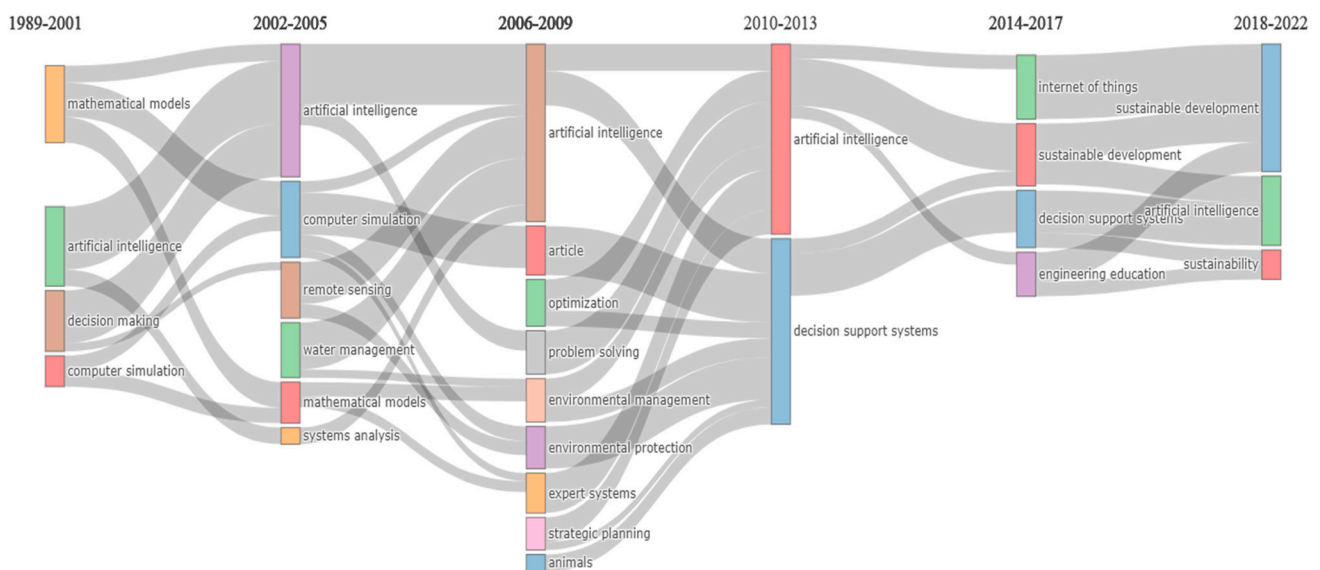 1989-2001
2002-2005
2006-2009
2010-2013
2014-2017
2018-2022
mathematical models
artificial intelligence
decision making
computer simulation
artificial intelligence
computer simulation
remote sensing
water management
mathematical models
systems analysis
artificial intelligence
article
optimization
problem solving
environmental management
environmental protection
expert systems
strategic planning
animals
artificial intelligence
decision support systems
internet of things
sustainable development
decision support systems
engineering education
sustainable development
artificial intelligence
sustainability